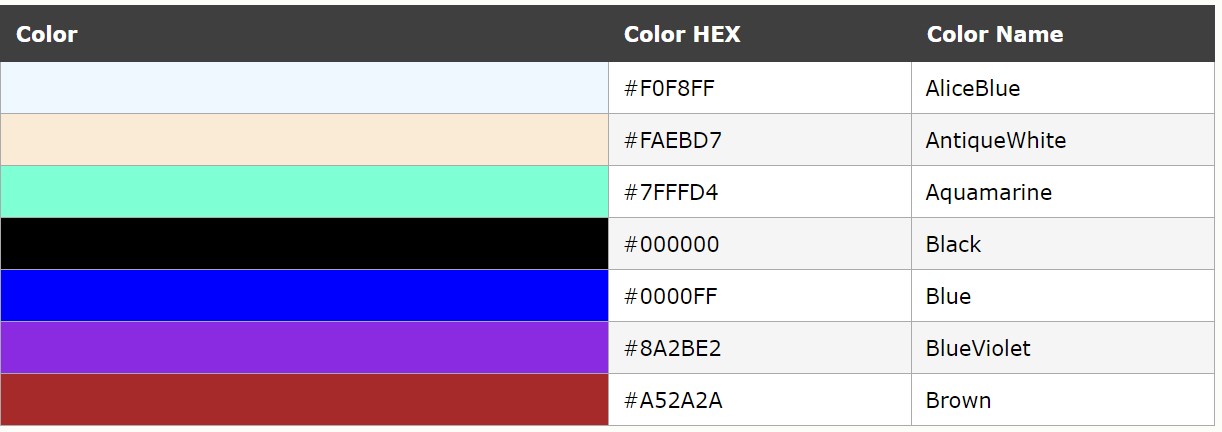 Color Color HEX Color Name
#F0F8FF AliceBlue
#FAEBD7 AntiqueWhite
#7FFFD4 Aquamarine
#000000 Black
#0000FF Blue
#8A2BE2 BlueViolet
#A52A2A Brown